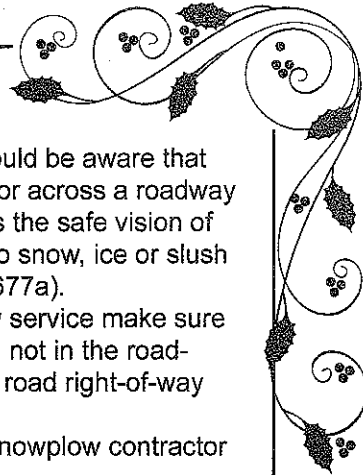 ould be aware that
or across a roadway
s the safe vision of
o snow, ice or slush
677a).
v service make sure
not in the road-
road right-of-way
nowplow contractor